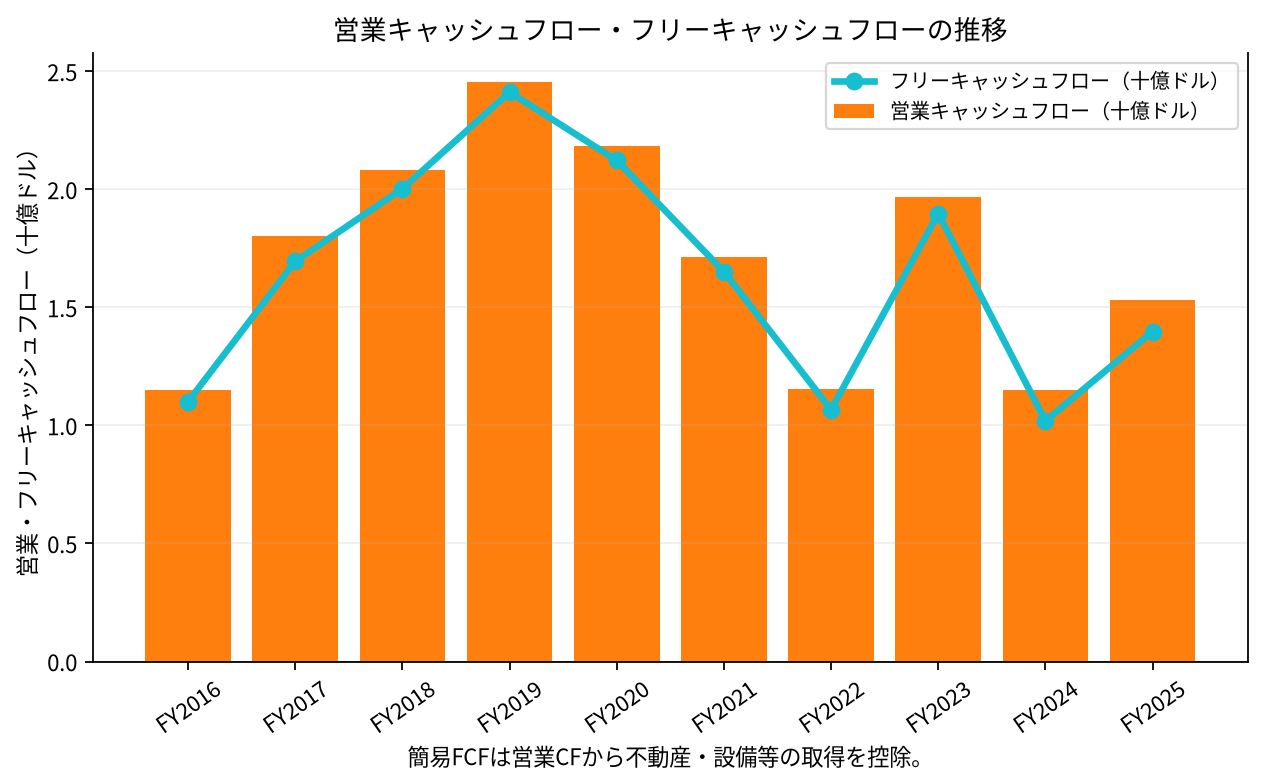 営業キャッシュフロー・フリーキャッシュフローの推移
フリーキャッシュフロー（十億ドル）
営業キャッシュフロー（十億ドル）
営業・フリーキャッシュフロー（十億ドル）
2.5
2.0
1.5
1.0
0.5
0.0
FY2016 FY2017 FY2018 FY2019 FY2020 FY2021 FY2022 FY2023 FY2024 FY2025
簡易FCFは営業CFから不動産・設備等の取得を控除。